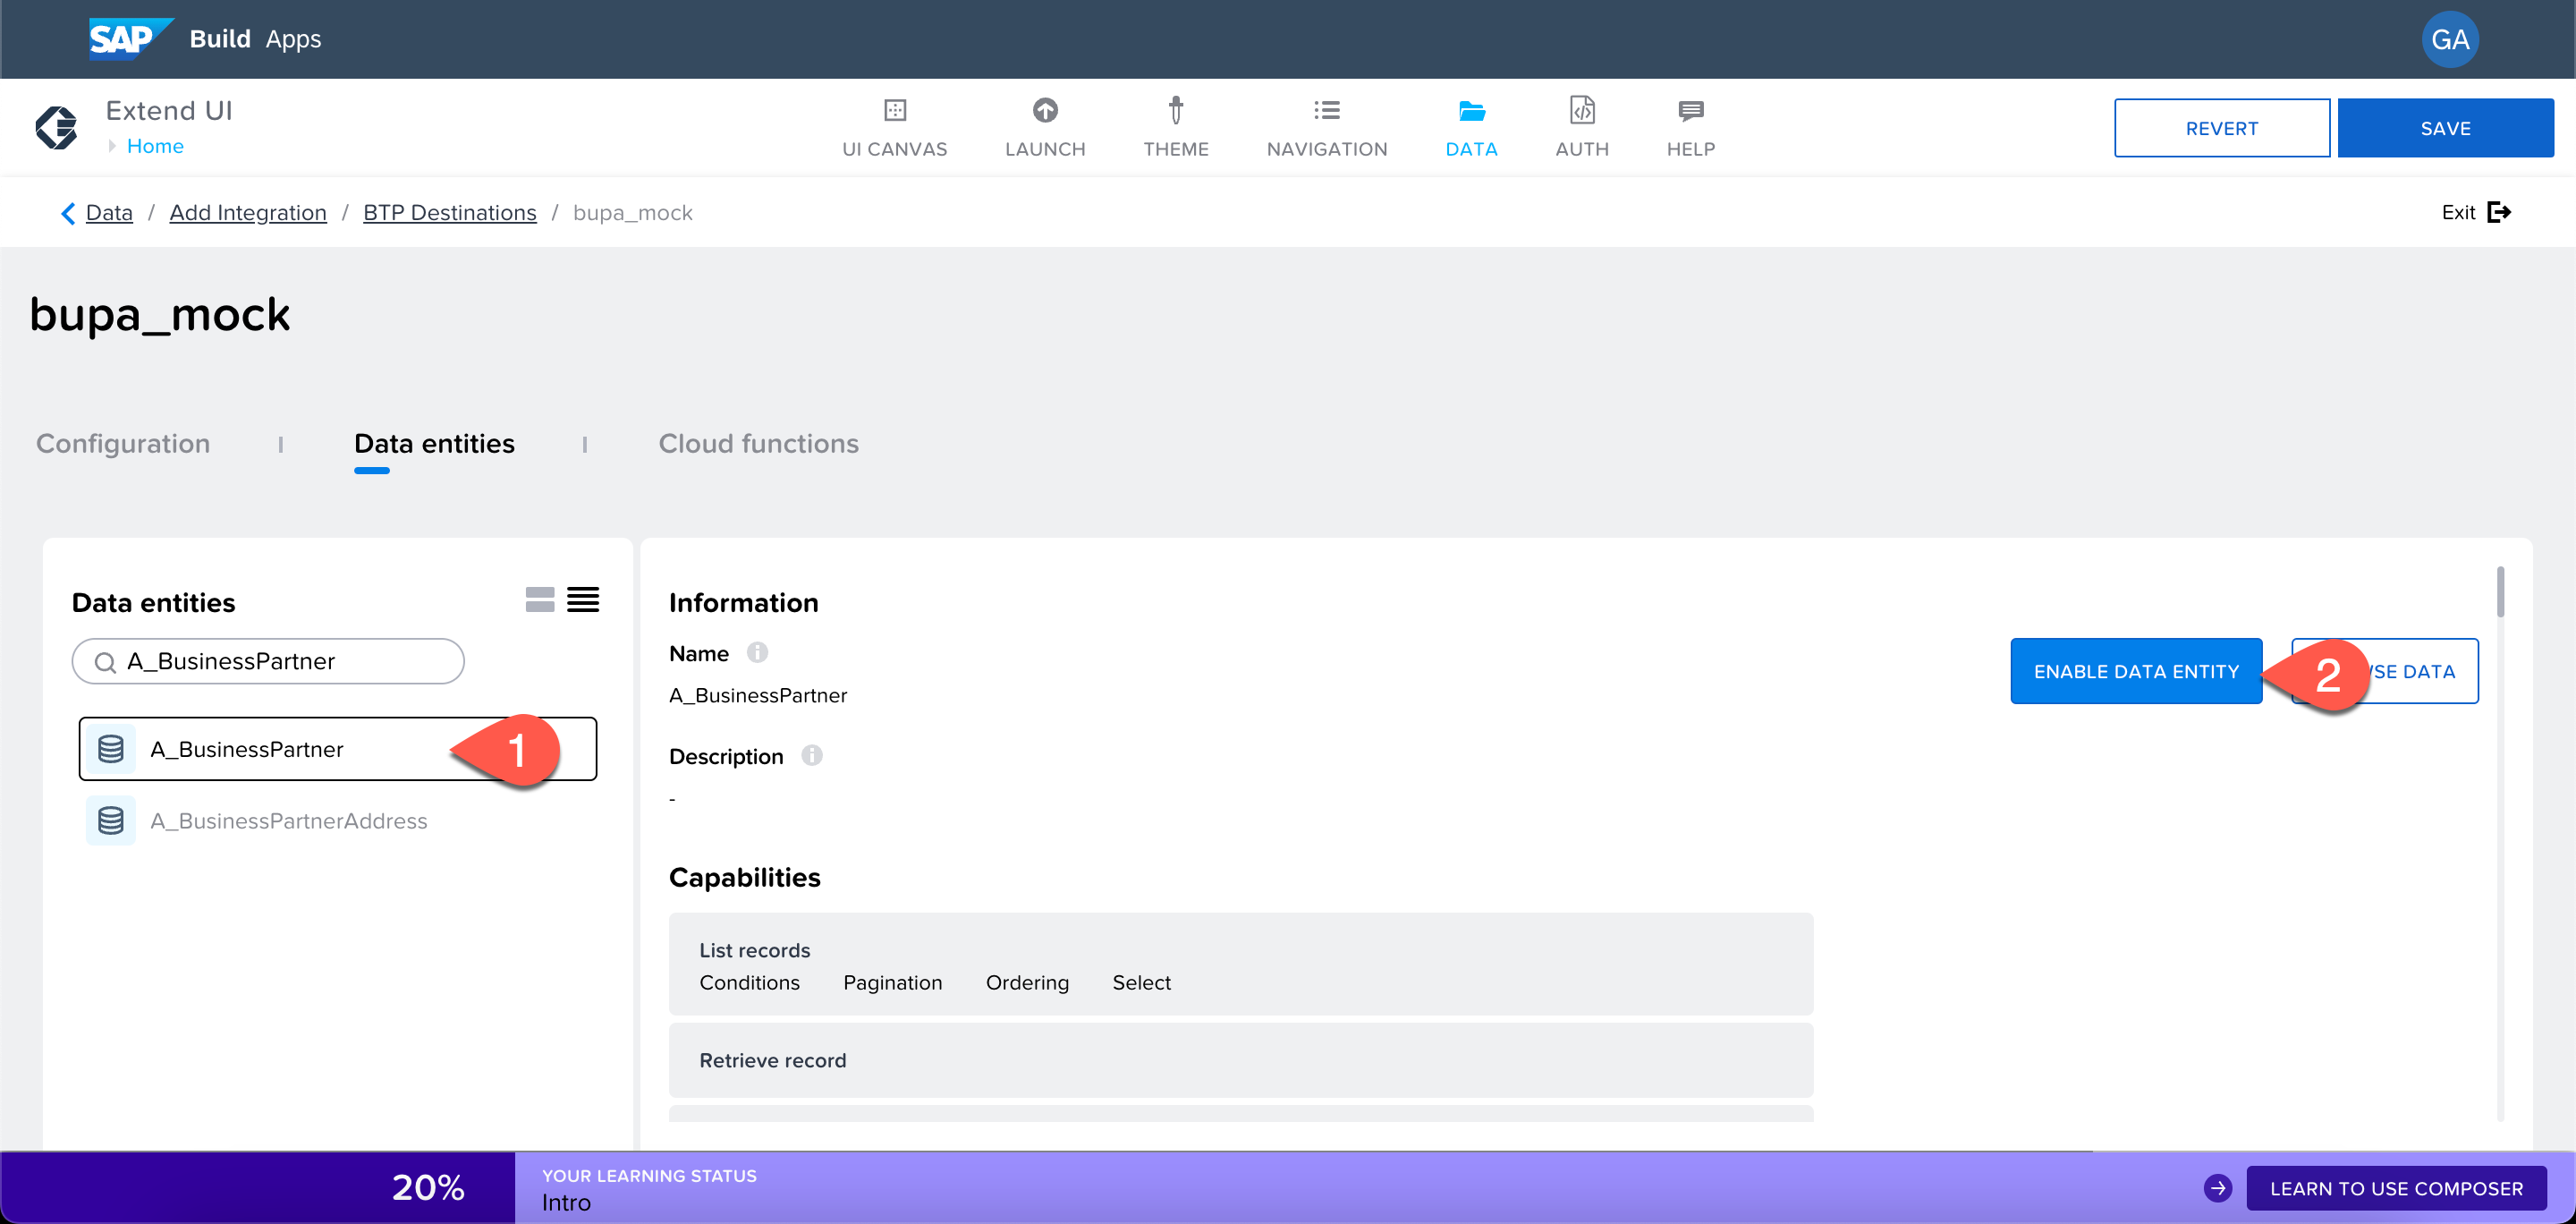 SAP Build Apps
GA
Extend UI
Home
UI CANVAS
LAUNCH
THEME
NAVIGATION
DATA
AUTH
HELP
REVERT
SAVE
Data / Add Integration / BTP Destinations / bupa_mock
Exit
bupa_mock
Configuration
Data entities
Cloud functions
Data entities
A_BusinessPartner
A_BusinessPartner
1
A_BusinessPartnerAddress
Information
Name
A_BusinessPartner
ENABLE DATA ENTITY
2
DATA
Description
-
Capabilities
List records
Conditions Pagination Ordering Select
Retrieve record
20%
YOUR LEARNING STATUS
Intro
LEARN TO USE COMPOSER